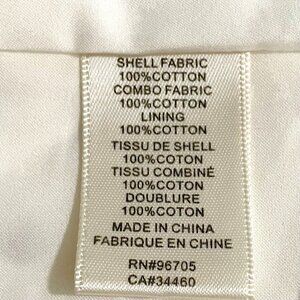 SHELL FABRIC
100%COTTON
COMBO FABRIC
100%COTTON
LINING
100%COTTON
TISSU DE SHELL
100%COTON
TISSU COMBINÉ
100%COTON
DOUBLURE
100%COTON
MADE IN CHINA
FABRIQUE EN CHINE
RN#96705
CA#34460